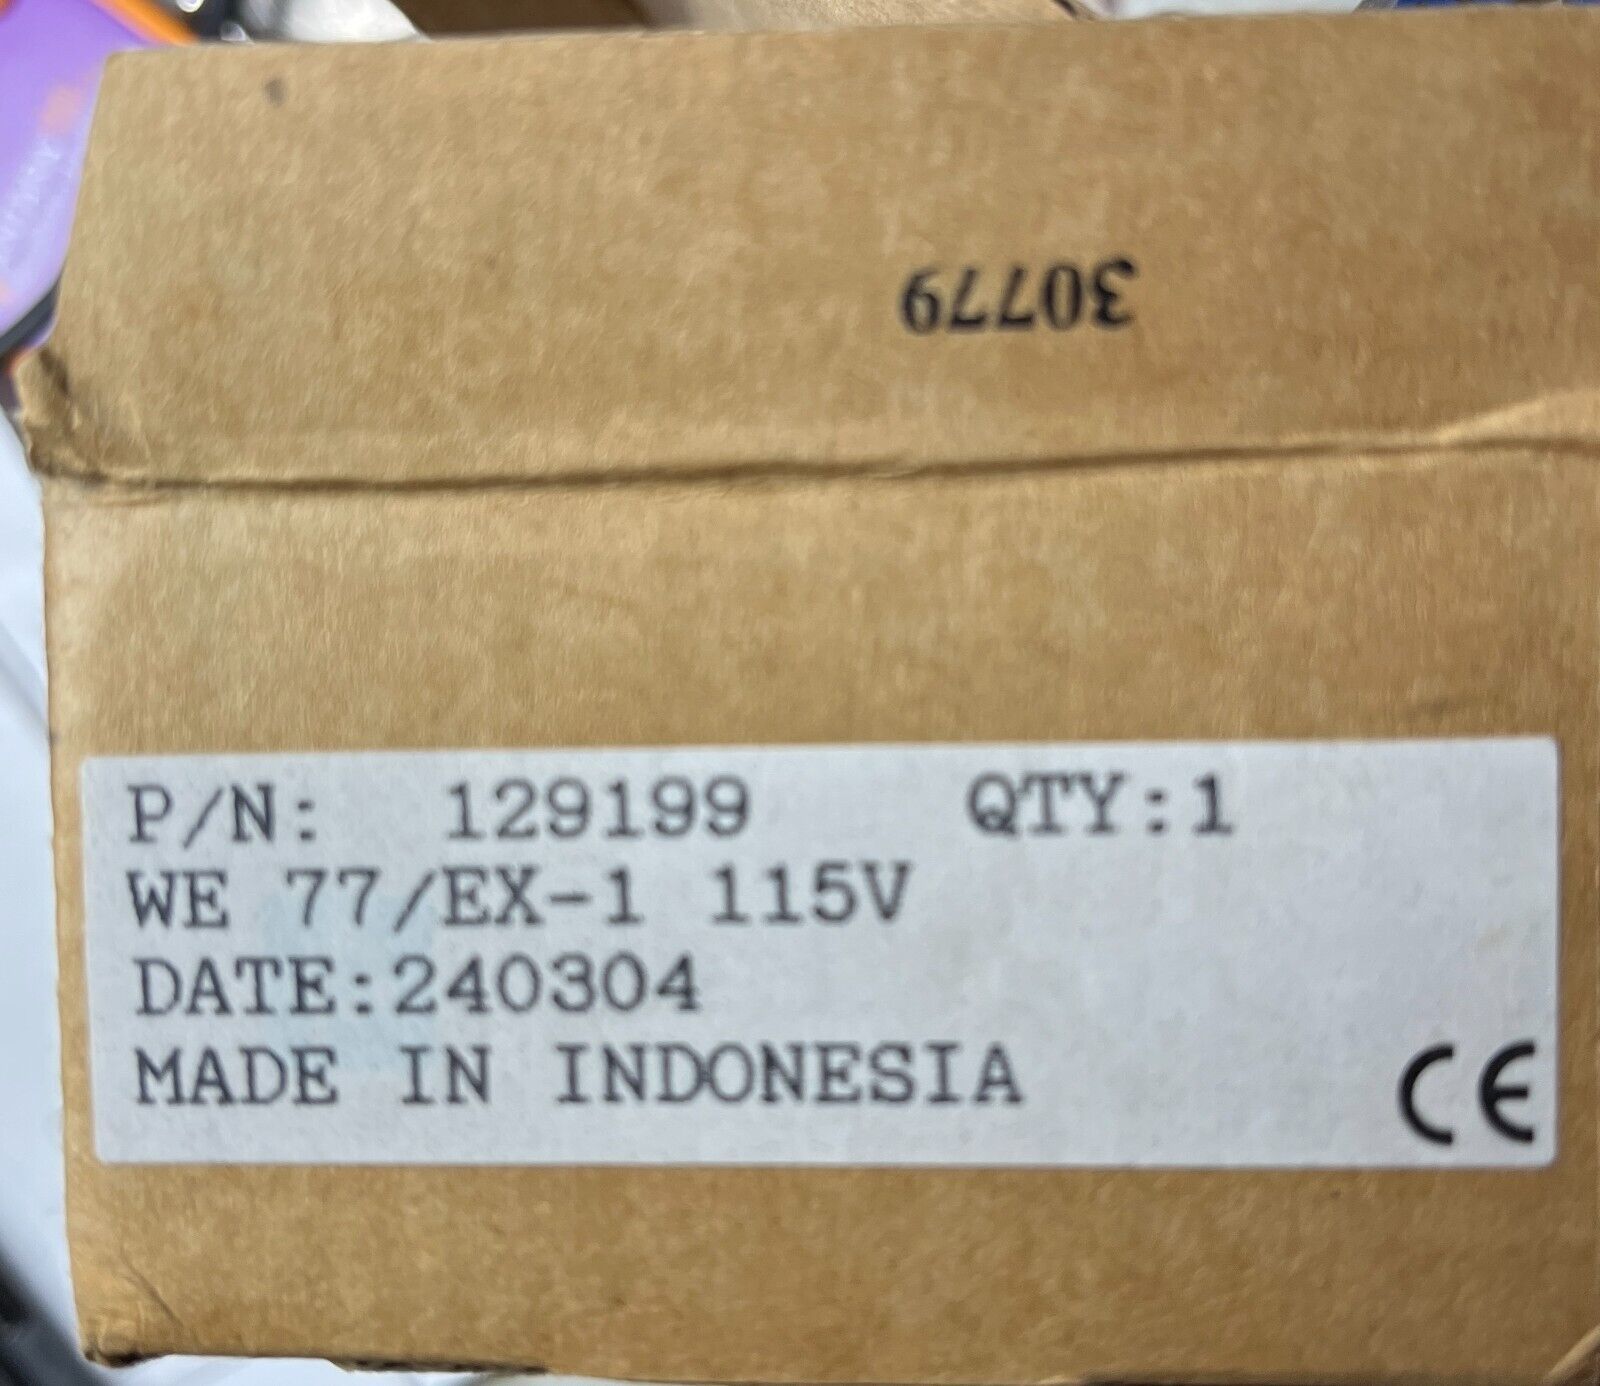 30779
P/N: 129199 QTY:1
WE 77/EX-1 115V
DATE:240304
MADE IN INDONESIA
CE